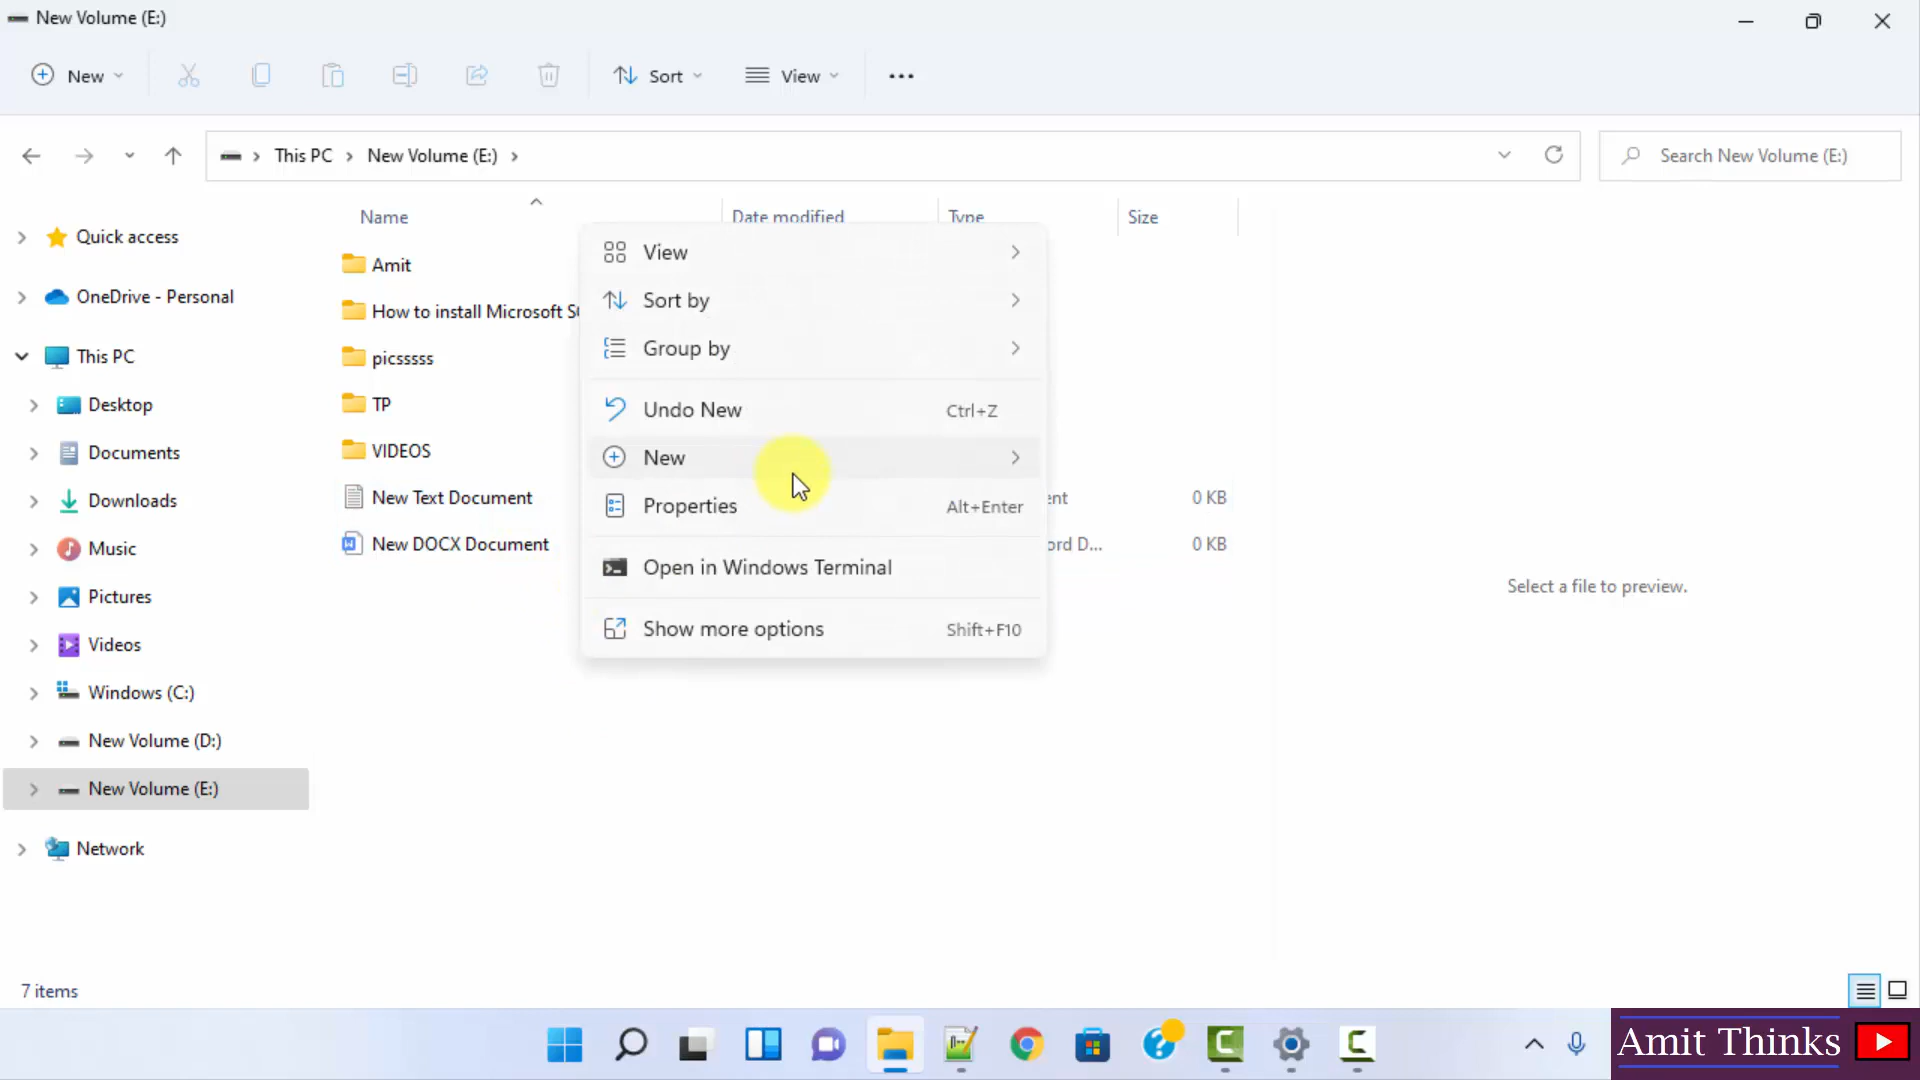 New Volume (E:)
New
Sort
View
This PC
New Volume (E:)
Search New Volume (E:)
Name
Date modified
Type
Size
Quick access
OneDrive - Personal
This PC
Desktop
Documents
Downloads
Music
Pictures
Videos
Windows (C:)
New Volume (D:)
New Volume (E:)
Network
Amit
How to install Microsoft
picsssss
TP
VIDEOS
New Text Document
0 KB
New DOCX Document
0 KB
View
Sort by
Group by
Undo New Ctrl+Z
New
Properties Alt+Enter
Open in Windows Terminal
Show more options Shift+F10
Select a file to preview.
7 items
Amit Thinks